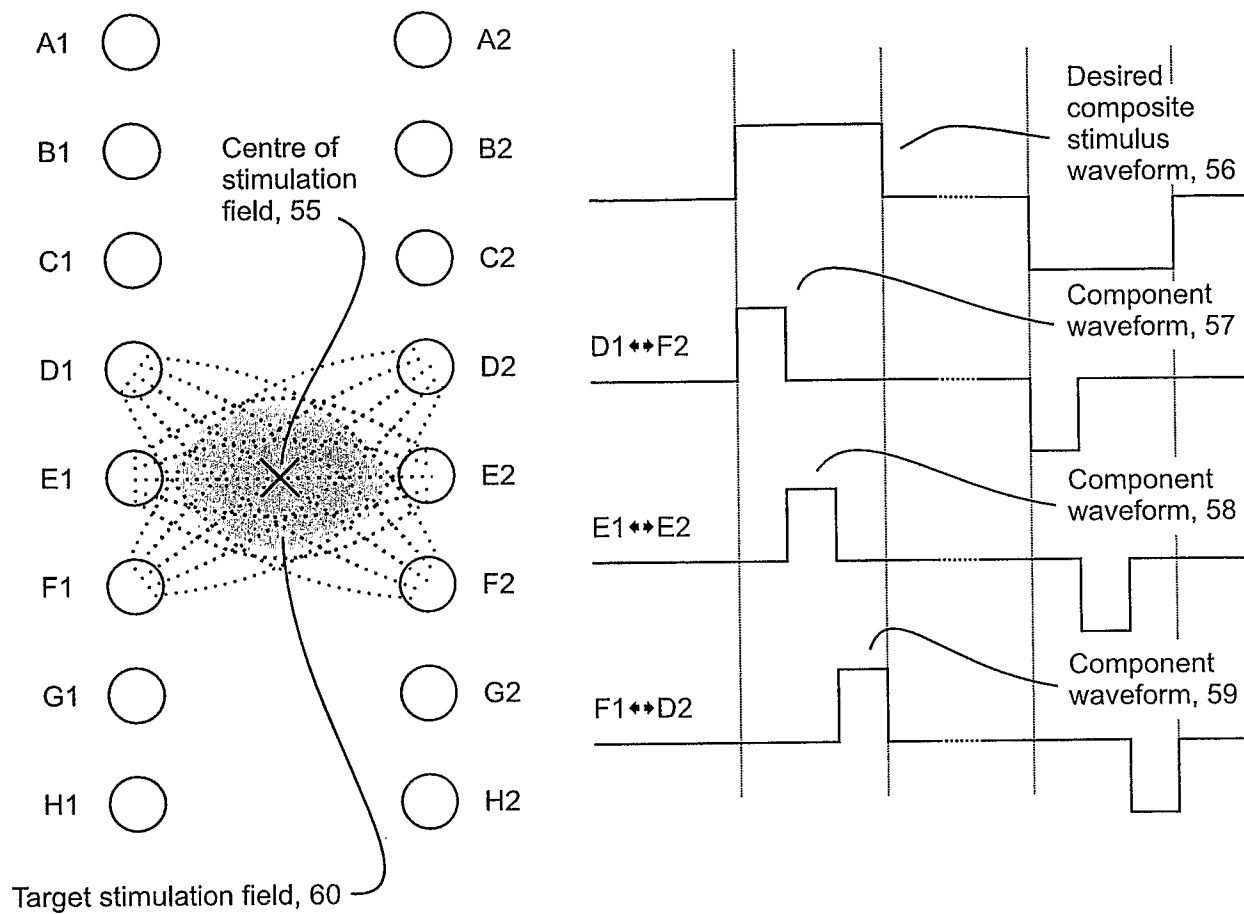 A1
A2
B1
B2
C1
C2
D1
D2
E1
E2
F1
F2
G1
G2
H1
H2
Centre of
stimulation
field, 55
Target stimulation field, 60
Desired
composite
stimulus
waveform, 56
Component
waveform, 57
D1↔F2
Component
waveform, 58
E1↔E2
Component
waveform, 59
F1↔D2